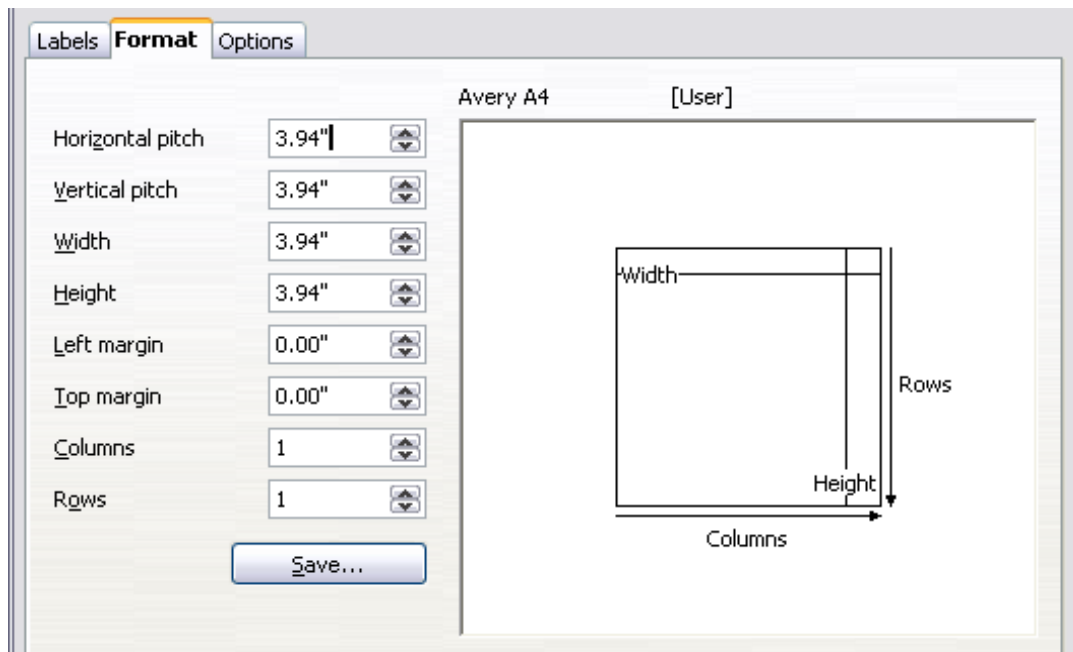 Labels Format Options
Avery A4 [User]
Horizontal pitch 3.94"
Vertical pitch 3.94"
Width 3.94"
Height 3.94"
Left margin 0.00"
Top margin 0.00"
Columns 1
Rows 1
Save...
Width
Rows
Height
Columns